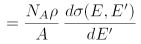 = \frac{N_A \rho}{A} \frac{d\sigma(E, E')}{dE'}